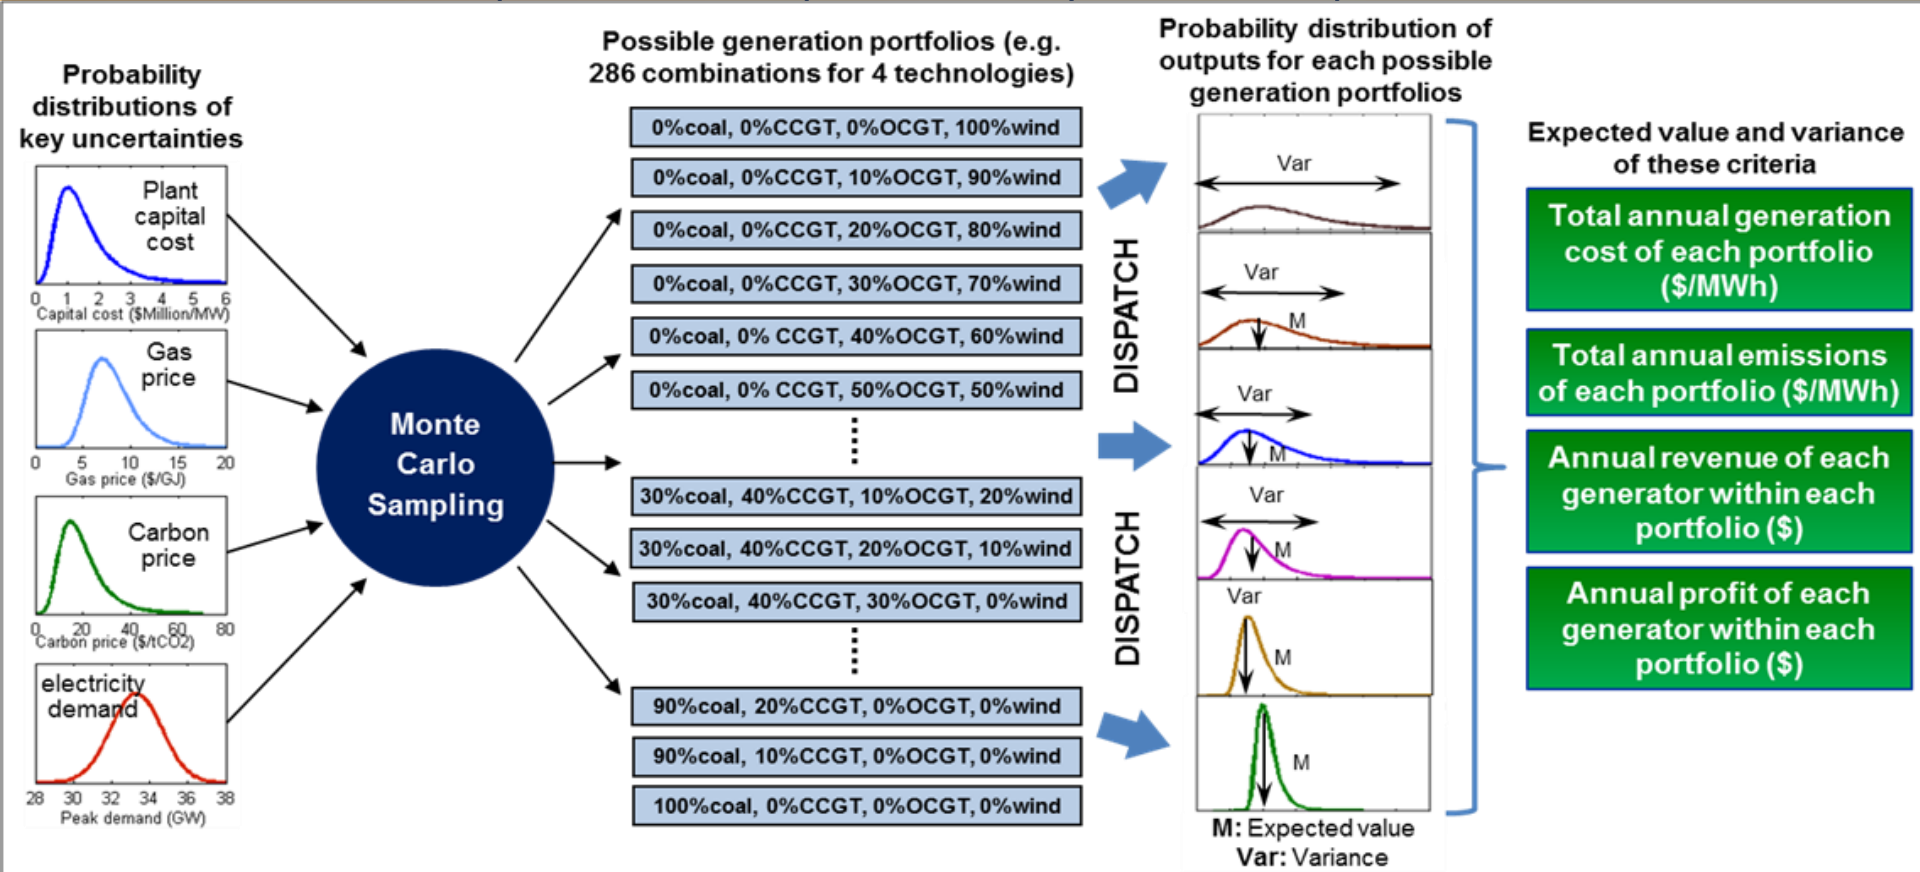 Probability
distributions of
key uncertainties
Plant
capital
cost
0 1 2 3 4 5 6
Capital cost ($Million/MW)
Gas
price
0 5 10 15 20
Gas price ($/GJ)
Carbon
price
0 20 40 60 80
Carbon price ($/tCO2)
electricity
demand
28 30 32 34 36 38
Peak demand (GW)
Monte
Carlo
Sampling
Possible generation portfolios (e.g.
286 combinations for 4 technologies)
0%coal, 0%CCGT, 0%OCGT, 100%wind
0%coal, 0%CCGT, 10%OCGT, 90%wind
0%coal, 0%CCGT, 20%OCGT, 80%wind
0%coal, 0%CCGT, 30%OCGT, 70%wind
0%coal, 0% CCGT, 40%OCGT, 60%wind
0%coal, 0% CCGT, 50%OCGT, 50%wind
30%coal, 40%CCGT, 10%OCGT, 20%wind
30%coal, 40%CCGT, 20%OCGT, 10%wind
30%coal, 40%CCGT, 30%OCGT, 0%wind
90%coal, 20%CCGT, 0%OCGT, 0%wind
90%coal, 10%CCGT, 0%OCGT, 0%wind
100%coal, 0%CCGT, 0%OCGT, 0%wind
DISPATCH
DISPATCH
Probability distribution of
outputs for each possible
generation portfolios
Var
Var
M
Var
M
Var
M
Var
M
M
M: Expected value
Var: Variance
Expected value and variance
of these criteria
Total annual generation
cost of each portfolio
($/MWh)
Total annual emissions
of each portfolio ($/MWh)
Annual revenue of each
generator within each
portfolio ($)
Annual profit of each
generator within each
portfolio ($)